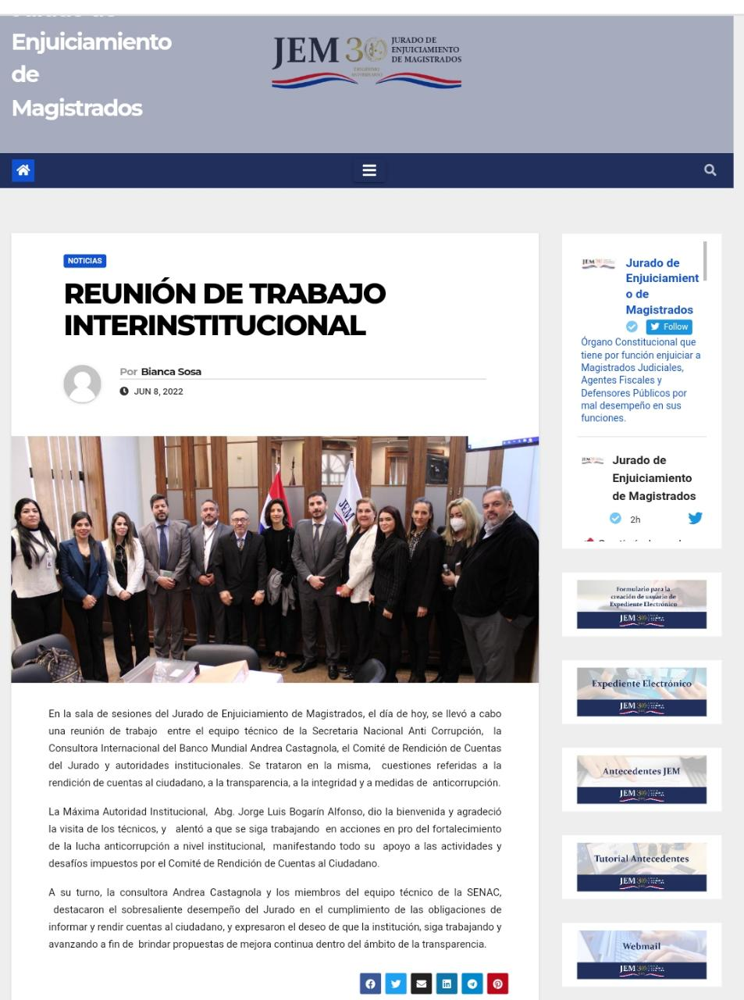 Enjuiciamiento
de
Magistrados
JEM 30 JURADO DE
ENJUICIAMIENTO
DE MAGISTRADOS
TRIGÉSIMO
ANIVERSARIO
NOTICIAS
REUNIÓN DE TRABAJO
INTERINSTITUCIONAL
Por Bianca Sosa
JUN 8, 2022
JEM
En la sala de sesiones del Jurado de Enjuiciamiento de Magistrados, el día de hoy, se llevó a cabo
una reunión de trabajo entre el equipo técnico de la Secretaria Nacional Anti Corrupción, la
Consultora Internacional del Banco Mundial Andrea Castagnola, el Comité de Rendición de Cuentas
del Jurado y autoridades institucionales. Se trataron en la misma, cuestiones referidas a la
rendición de cuentas al ciudadano, a la transparencia, a la integridad y a medidas de anticorrupción.
La Máxima Autoridad Institucional, Abg. Jorge Luis Bogarín Alfonso, dio la bienvenida y agradeció
la visita de los técnicos, y alentó a que se siga trabajando en acciones en pro del fortalecimiento
de la lucha anticorrupción a nivel institucional, manifestando todo su apoyo a las actividades y
desafíos impuestos por el Comité de Rendición de Cuentas al Ciudadano.
A su turno, la consultora Andrea Castagnola y los miembros del equipo técnico de la SENAC,
destacaron el sobresaliente desempeño del Jurado en el cumplimiento de las obligaciones de
informar y rendir cuentas al ciudadano, y expresaron el deseo de que la institución, siga trabajando y
avanzando a fin de brindar propuestas de mejora continua dentro del ámbito de la transparencia.
Jurado de
Enjuiciamient
o de
Magistrados
Follow
Órgano Constitucional que
tiene por función enjuiciar a
Magistrados Judiciales,
Agentes Fiscales y
Defensores Públicos por
mal desempeño en sus
funciones.
Jurado de
Enjuiciamiento
de Magistrados
2h
Formulario para la
creación de usuario de
Expediente Electrónico
JEM 30
Expediente Electrónico
JEM 30
Antecedentes JEM
JEM 30
Tutorial Antecedentes
JEM 30
Webmail
JEM 30